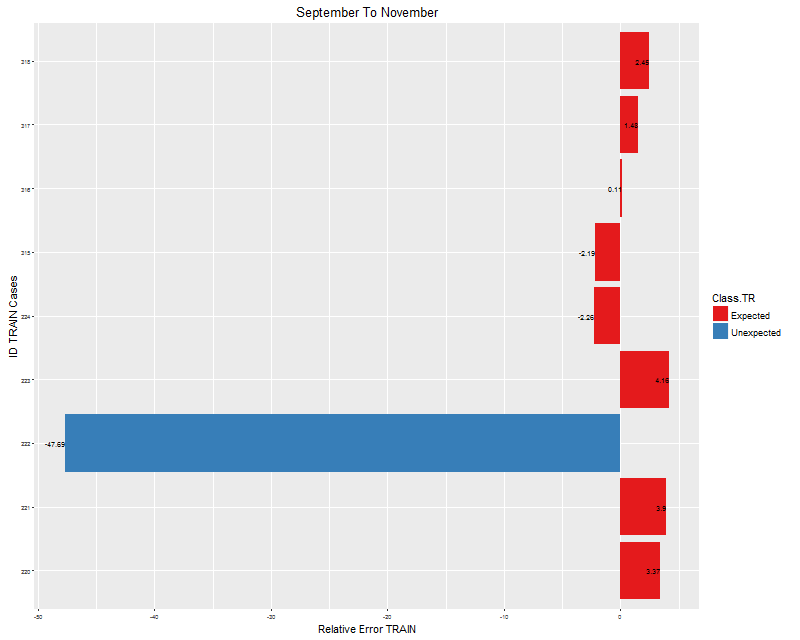 September To November
318
2.45
317
1.48
316
0.11
315
-2.19
224
-2.26
223
4.16
222
-47.69
221
3.9
220
3.37
-50 -40 -30 -20 -10 0
Relative Error TRAIN
ID TRAIN Cases
Class.TR
Expected
Unexpected